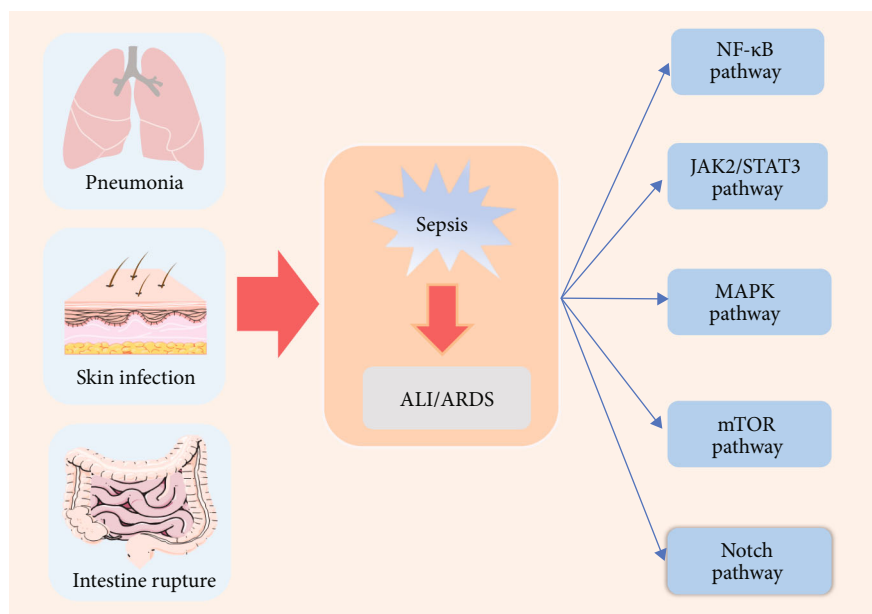 Pneumonia
Skin infection
Intestine rupture
Sepsis
ALI/ARDS
NF-κB
pathway
JAK2/STAT3
pathway
MAPK
pathway
mTOR
pathway
Notch
pathway